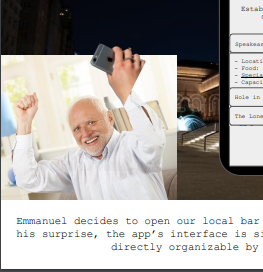 Estab
Speakeas
- Locati
- Food:
- Specia
- Capaci
Hole in
The Lone
Emmanuel decides to open our local bar
his surprise, the app's interface is si
directly organizable by